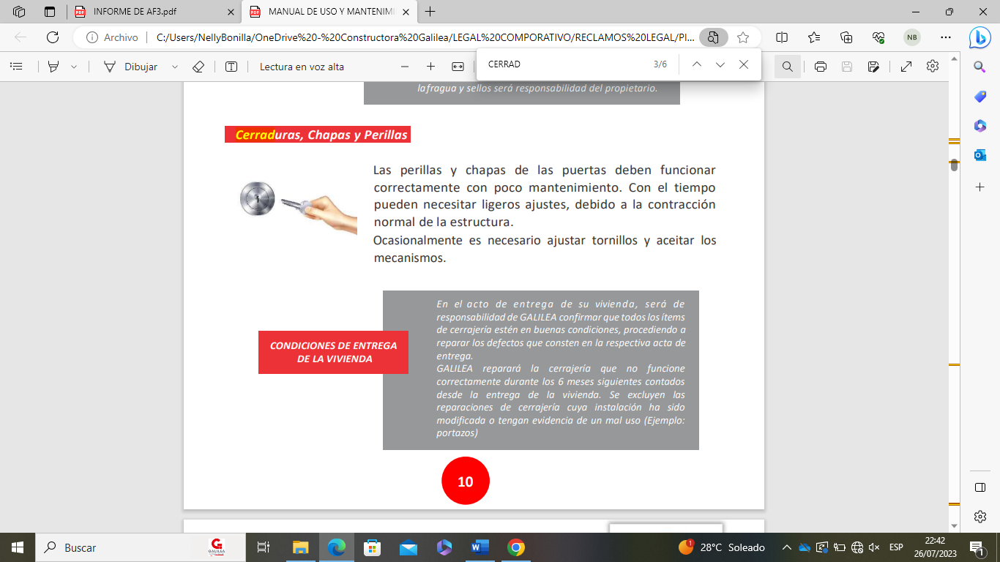 INFORME DE AF3.pdf
MANUAL DE USO Y MANTENIMI
Archivo
C:/Users/NellyBonilla/OneDrive%20-%20Constructora%20Galilea/LEGAL%20COMPORATIVO/RECLAMOS%20LEGAL/PI...
NB
Dibujar
Lectura en voz alta
CERRAD
3/6
lafragua y sellos será responsabilidad del propietario.
Cerraduras, Chapas y Perillas
Las perillas y chapas de las puertas deben funcionar
correctamente con poco mantenimiento. Con el tiempo
pueden necesitar ligeros ajustes, debido a la contracción
normal de la estructura.
Ocasionalmente es necesario ajustar tornillos y aceitar los
mecanismos.
En el acto de entrega de su vivienda, será de
responsabilidad de GALILEA confirmar que todos los ítems
de cerrajería estén en buenas condiciones, procediendo a
reparar los defectos que consten en la respectiva acta de
entrega.
GALILEA reparará la cerrajería que no funcione
correctamente durante los 6 meses siguientes contados
desde la entrega de la vivienda. Se excluyen las
reparaciones de cerrajería cuya instalación ha sido
modificada o tengan evidencia de un mal uso (Ejemplo:
portazos)
CONDICIONES DE ENTREGA
DE LA VIVIENDA
10
Buscar
GALILEA
1
28°C Soleado
ESP
22:42
26/07/2023
1